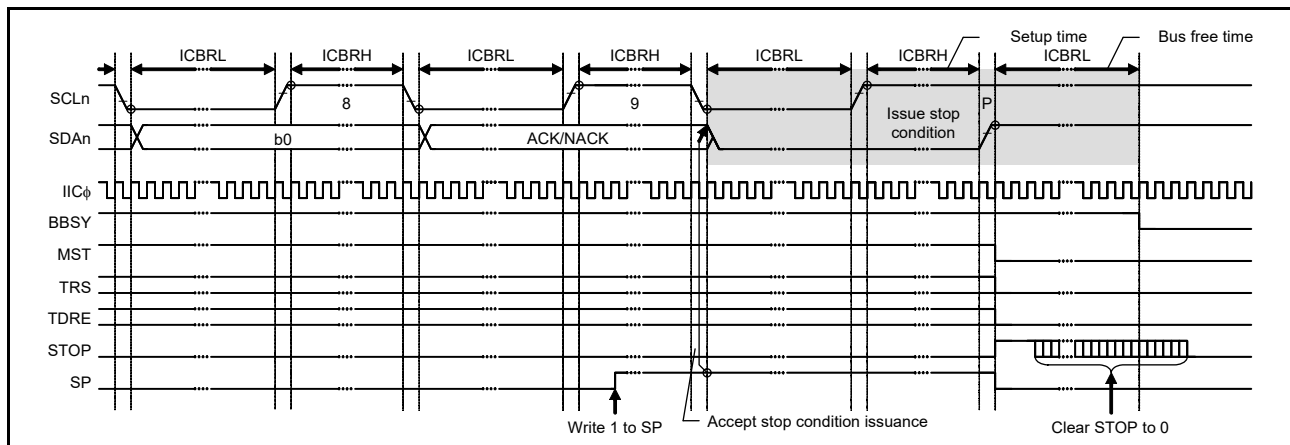 Setup time
Bus free time
ICBRL ICBRH ICBRL ICBRH ICBRL ICBRH ICBRL
SCLn 8 9 P
Issue stop
condition
SDAn b0 ACK/NACK
IICϕ
BBSY
MST
TRS
TDRE
STOP
SP
Write 1 to SP
Accept stop condition issuance
Clear STOP to 0